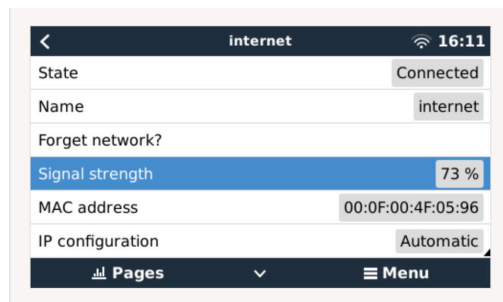 internet 16:11
State Connected
Name internet
Forget network?
Signal strength 73 %
MAC address 00:0F:00:4F:05:96
IP configuration Automatic
Pages Menu